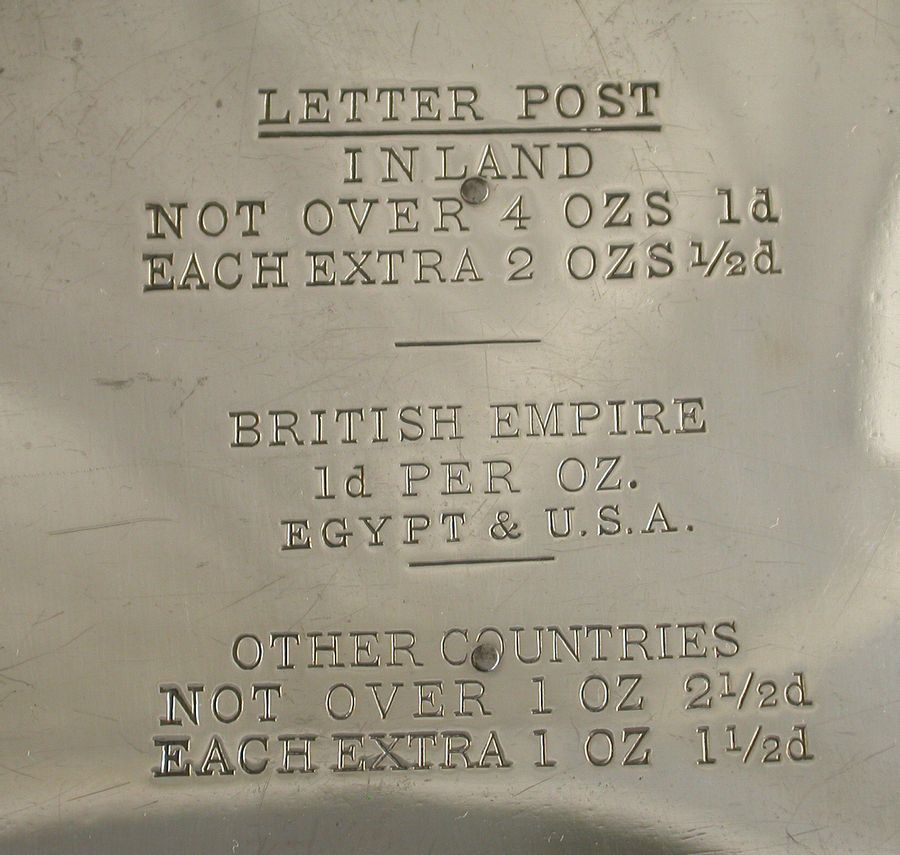 LETTER POST
INLAND
NOT OVER 4 OZS 1d
EACH EXTRA 2 OZS ½d
BRITISH EMPIRE
1d PER OZ.
EGYPT & U.S.A.
OTHER COUNTRIES
NOT OVER 1 OZ 2½d
EACH EXTRA 1 OZ 1½d